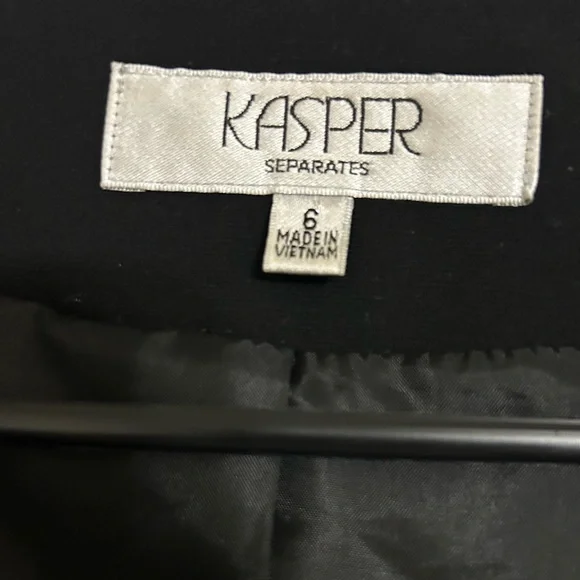 KASPER
SEPARATES
6
MADE IN
VIETNAM